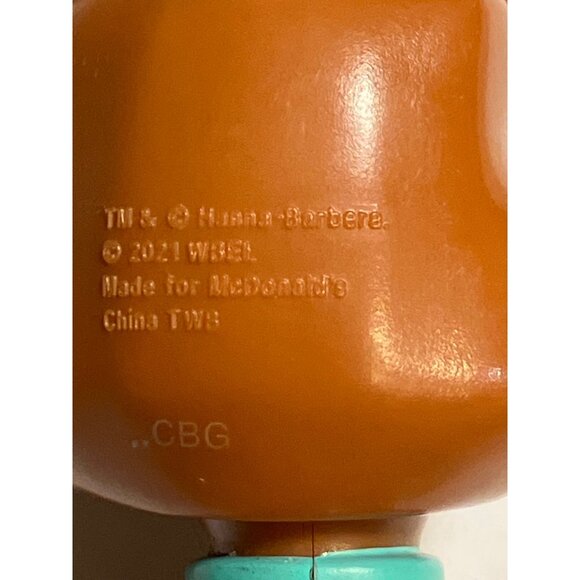 TM & © Hanna-Barbera.
© 2021 WBEI.
Made for McDonald's
China TWS
..CBG